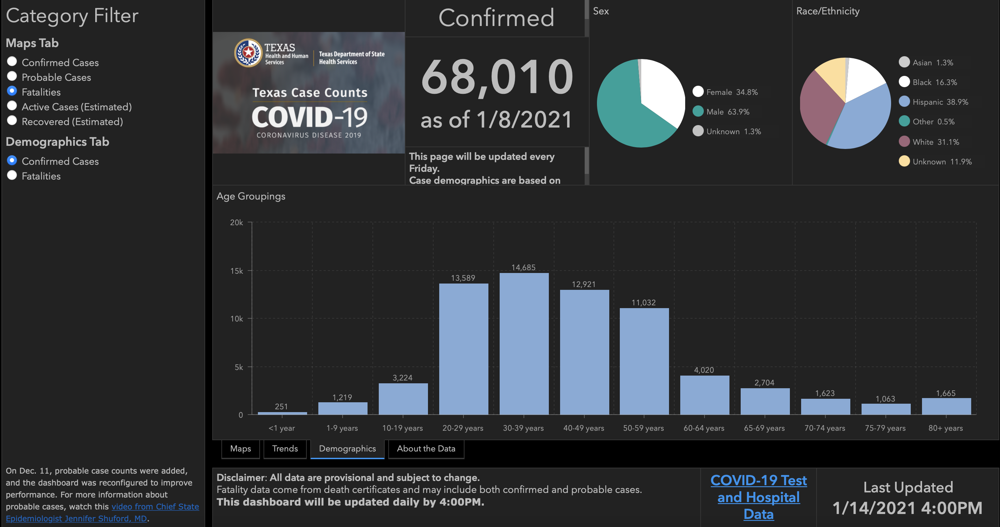 Category Filter
Maps Tab
Confirmed Cases
Probable Cases
Fatalities
Active Cases (Estimated)
Recovered (Estimated)
Demographics Tab
Confirmed Cases
Fatalities
On Dec. 11, probable case counts were added,
and the dashboard was reconfigured to improve
performance. For more information about
probable cases, watch this video from Chief State
Epidemiologist Jennifer Shuford, MD.
TEXAS
Health and Human
Services
Texas Department of State
Health Services
Texas Case Counts
COVID-19
CORONAVIRUS DISEASE 2019
Confirmed
68,010
as of 1/8/2021
This page will be updated every
Friday.
Case demographics are based on
Sex
Female 34.8%
Male 63.9%
Unknown 1.3%
Race/Ethnicity
Asian 1.3%
Black 16.3%
Hispanic 38.9%
Other 0.5%
White 31.1%
Unknown 11.9%
Age Groupings
20k
15k
10k
5k
0
251
1,219
3,224
13,589
14,685
12,921
11,032
4,020
2,704
1,623
1,063
1,665
<1 year
1-9 years
10-19 years
20-29 years
30-39 years
40-49 years
50-59 years
60-64 years
65-69 years
70-74 years
75-79 years
80+ years
Maps
Trends
Demographics
About the Data
Disclaimer: All data are provisional and subject to change.
Fatality data come from death certificates and may include both confirmed and probable cases.
This dashboard will be updated daily by 4:00PM.
COVID-19 Test
and Hospital
Data
Last Updated
1/14/2021 4:00PM